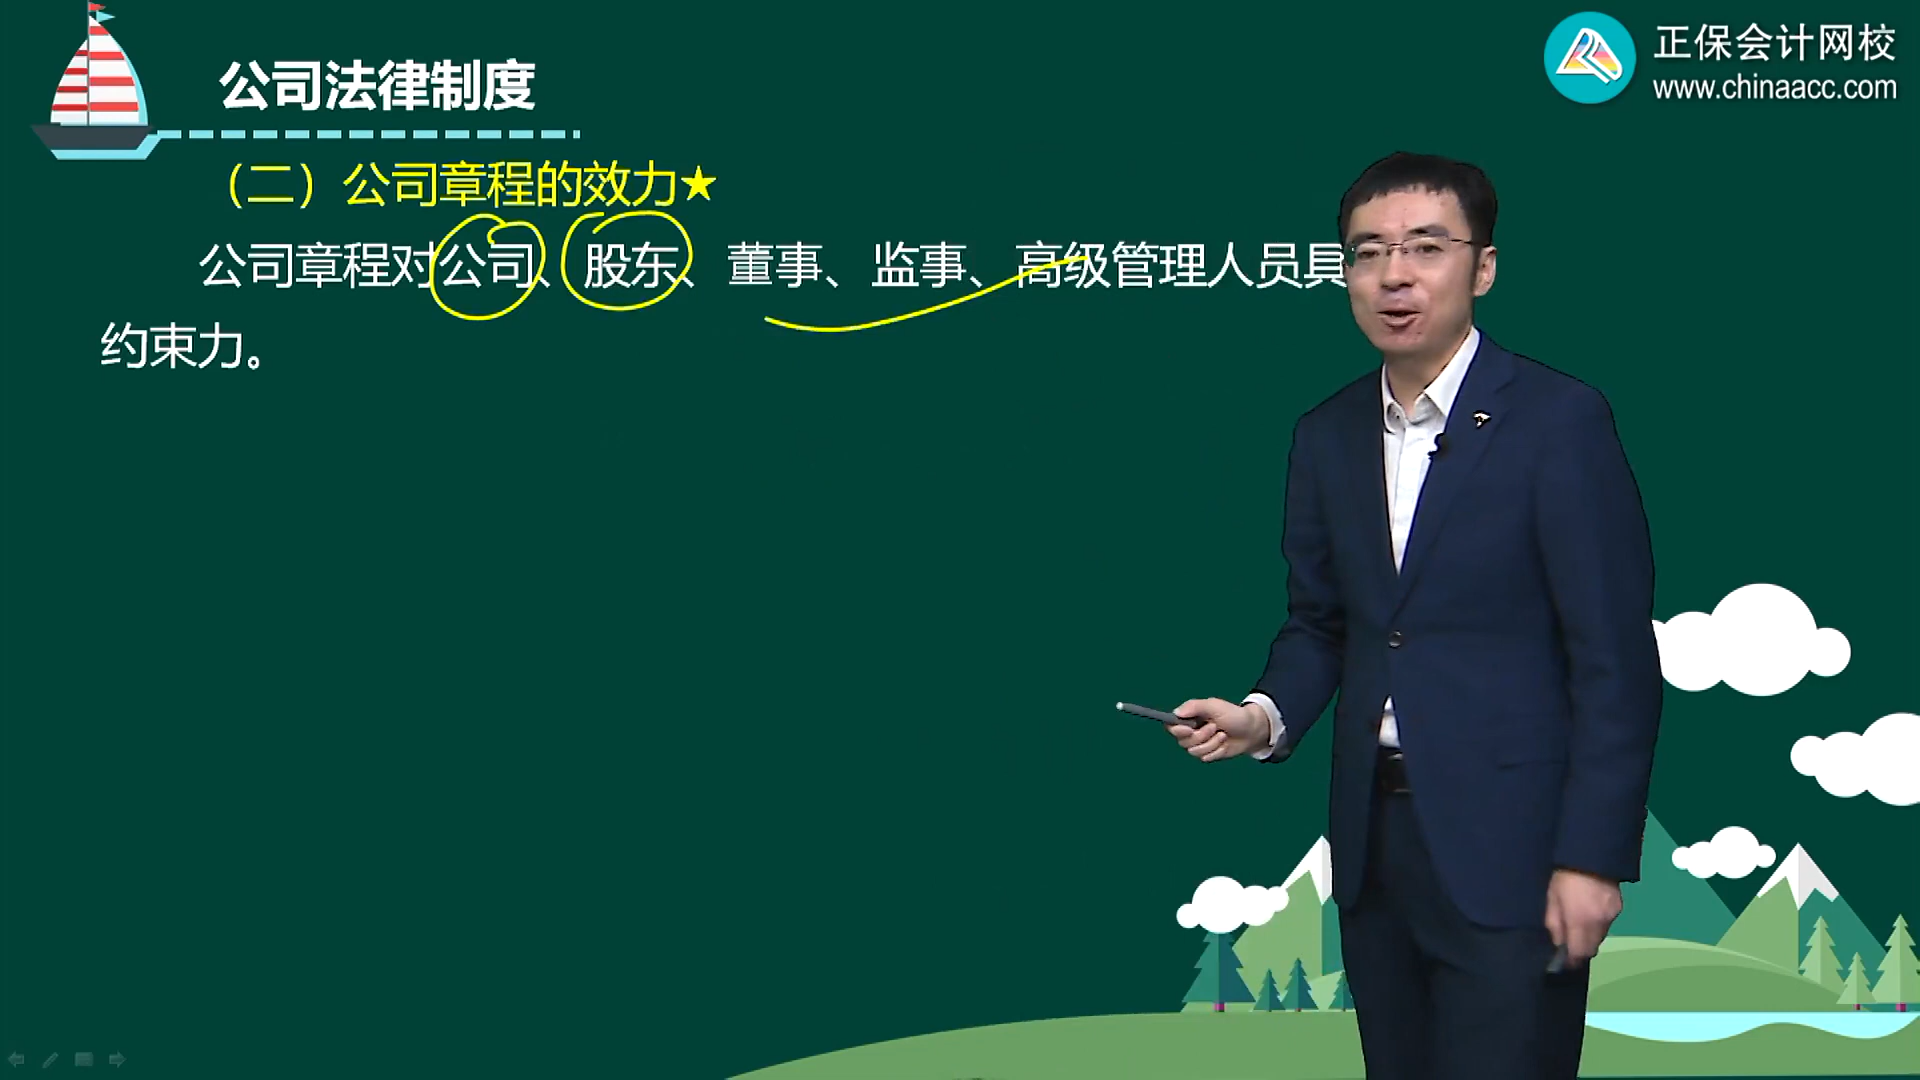 正保会计网校
www.chinaacc.com
公司法律制度
（二）公司章程的效力★
公司章程对公司、股东、董事、监事、高级管理人员具
约束力。